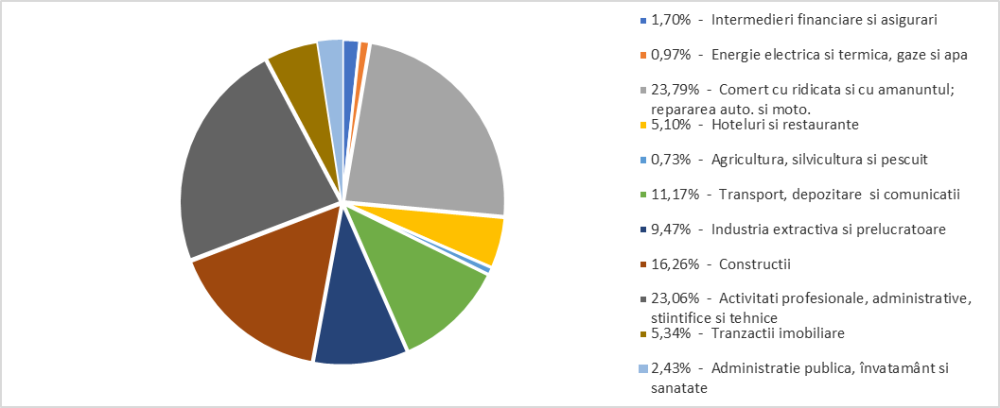 1,70% - Intermedieri financiare si asigurari
0,97% - Energie electrica si termica, gaze si apa
23,79% - Comert cu ridicata si cu amanuntul;
repararea auto. si moto.
5,10% - Hoteluri si restaurante
0,73% - Agricultura, silvicultura si pescuit
11,17% - Transport, depozitare si comunicatii
9,47% - Industria extractiva si prelucratoare
16,26% - Constructii
23,06% - Activitati profesionale, administrative,
stiintifice si tehnice
5,34% - Tranzactii imobiliare
2,43% - Administratie publica, învatamânt si
sanatate